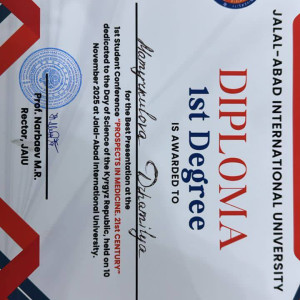 JALAL-ABAD INTERNATIONAL UNIVERSITY
DIPLOMA
1st Degree
IS AWARDED TO
Mamyrkulova Dzhamilya
for the Best Presentation at the
1st Student Conference "PROSPECTS IN MEDICINE. 21st CENTURY"
dedicated to the Day of Science of the Kyrgyz Republic, held on 10
November 2025 at Jalal-Abad International University.
Prof. Narbaev M.R.
Rector, JAIU